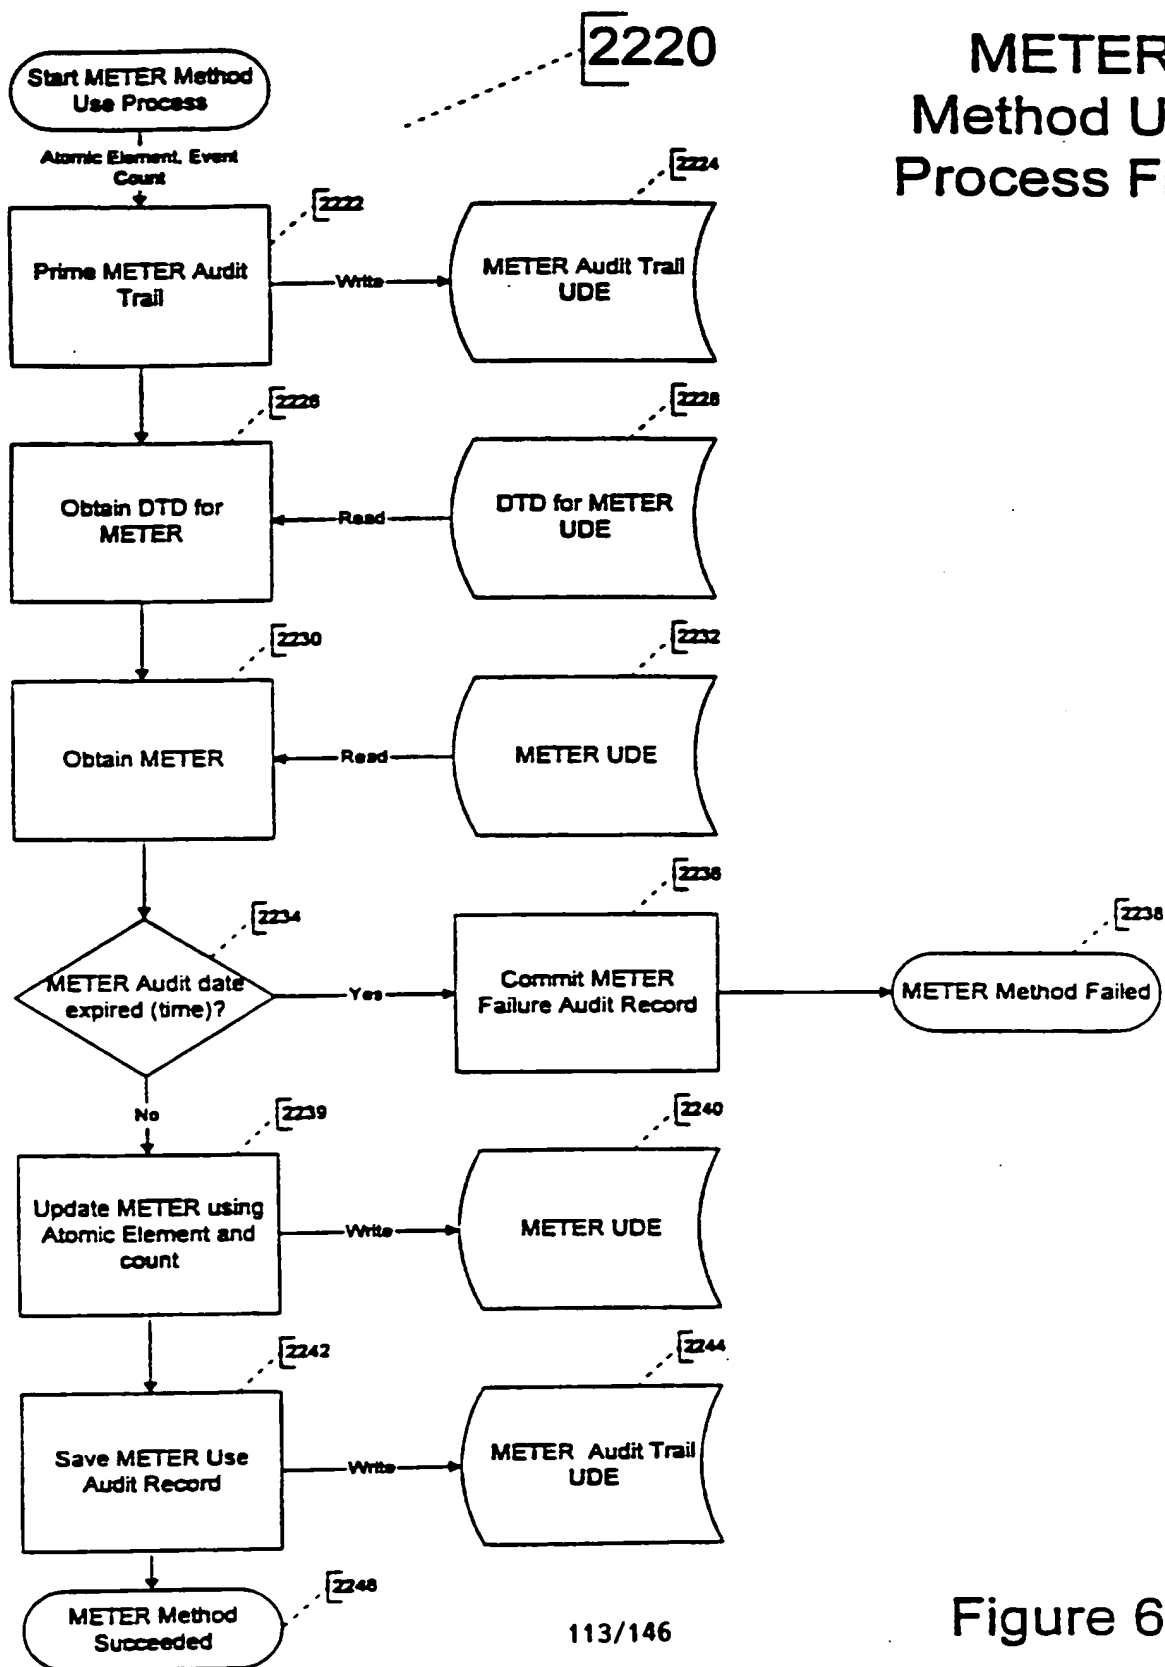 2220
METER
Method U
Process F
Start METER Method
Use Process
Atomic Element, Event
Count
2222
2224
Prime METER Audit
Trail
Write
METER Audit Trail
UDE
2226
2228
Obtain DTD for
METER
Read
DTD for METER
UDE
2230
2232
Obtain METER
Read
METER UDE
2234
2236
2238
METER Audit date
expired (time)?
Yes
Commit METER
Failure Audit Record
METER Method Failed
No
2239
2240
Update METER using
Atomic Element and
count
Write
METER UDE
2242
2244
Save METER Use
Audit Record
Write
METER Audit Trail
UDE
2246
METER Method
Succeeded
113/146
Figure 6